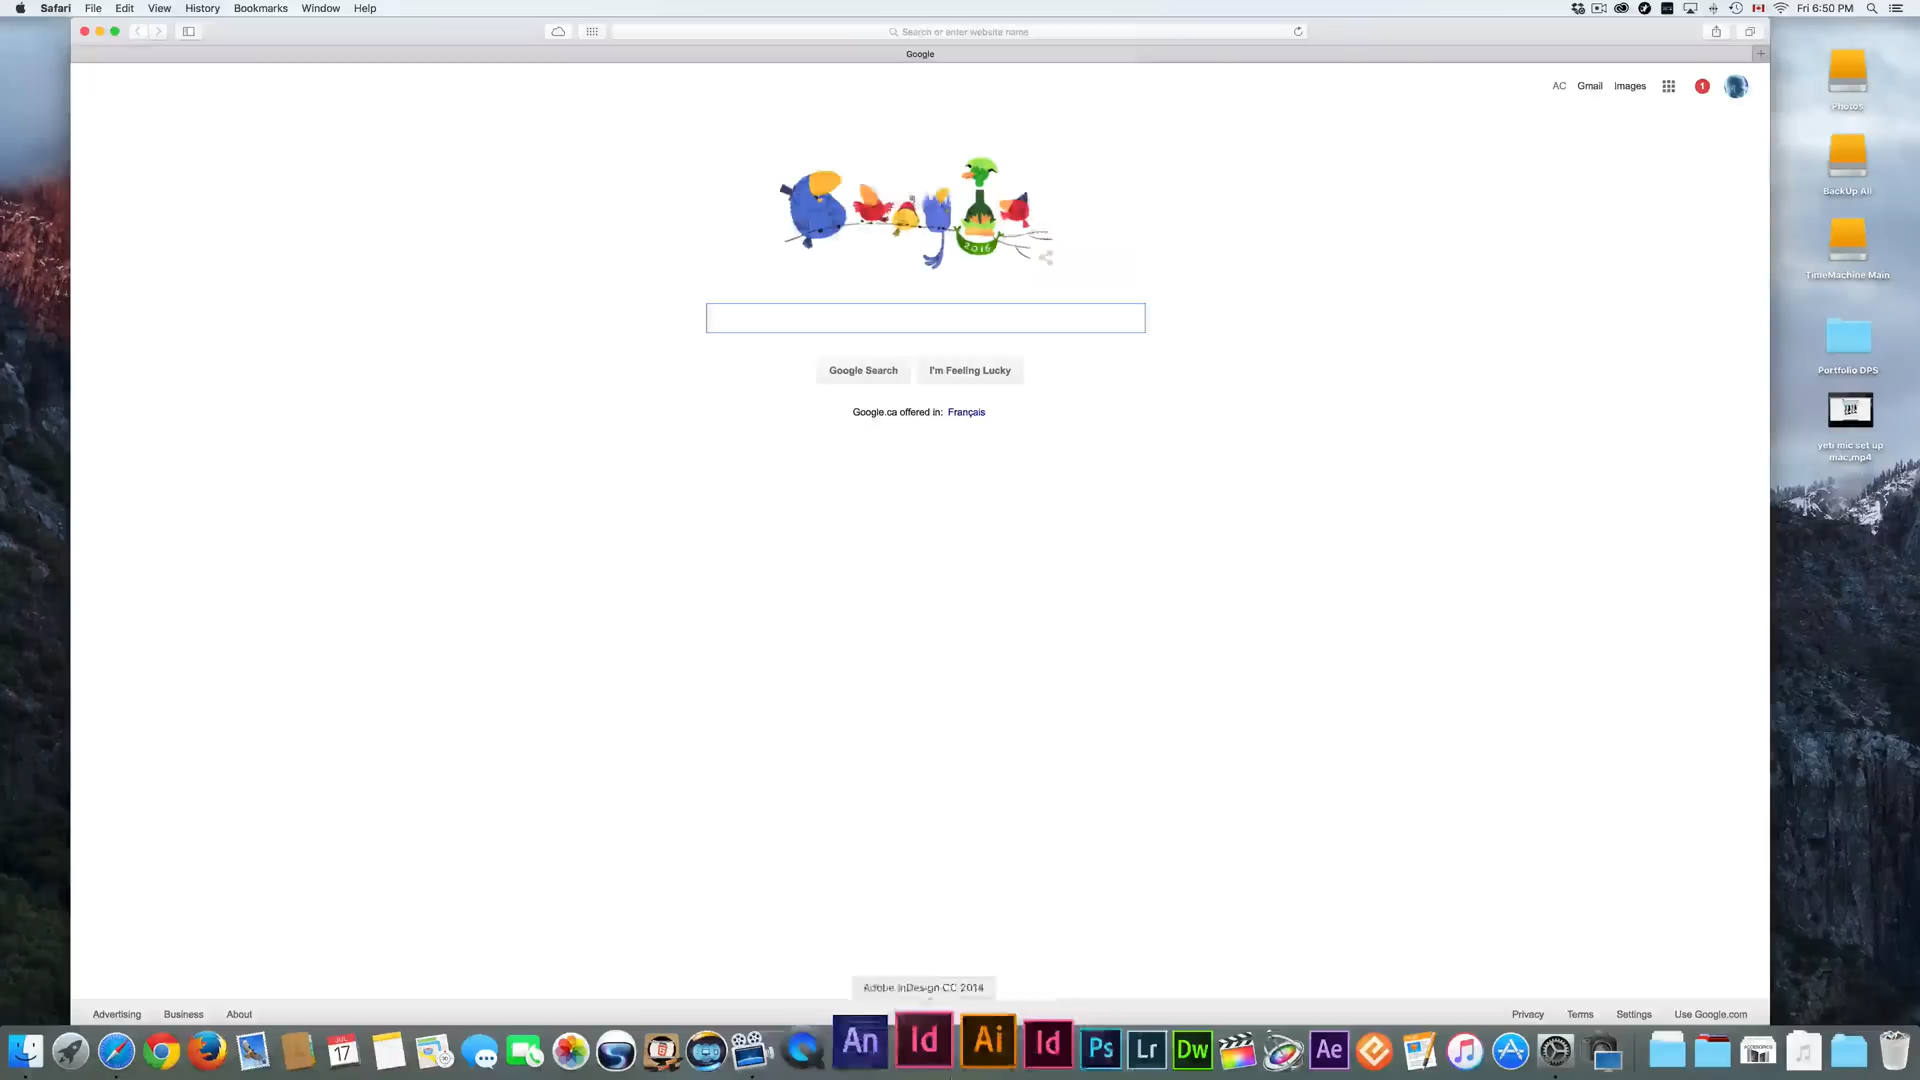 Safari File Edit View History Bookmarks Window Help Fri 6:50 PM
Search or enter website name
Google
AC Gmail Images 1
Photos
BackUp All
2016
TimeMachine Main
Google Search I'm Feeling Lucky
Portfolio DPS
Google.ca offered in: Français
yeti mic set up
mac.mp4
Adobe InDesign CC 2014
Advertising Business About Privacy Terms Settings Use Google.com
JUL
17
An Id Ai Id Ps Lr Dw Ae